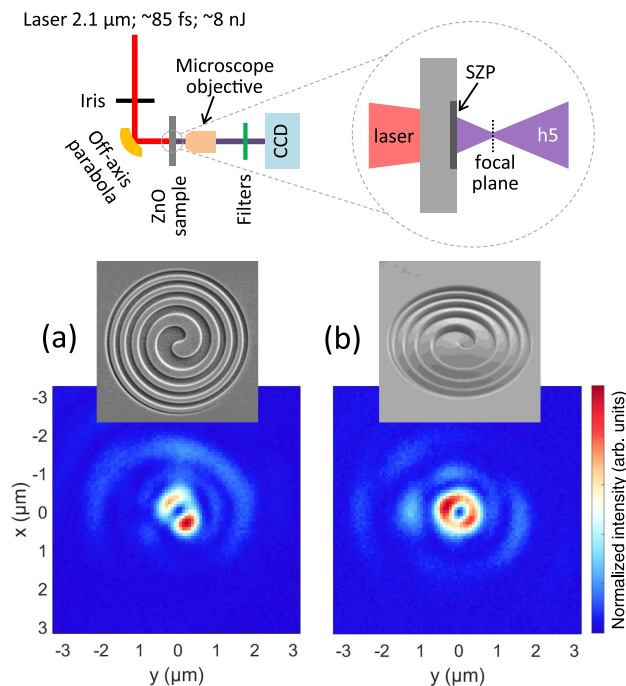 Laser 2.1 µm; ~85 fs; ~8 nJ
Microscope
objective
Iris
Off-axis
parabola
ZnO
sample
Filters
CCD
SZP
laser
h5
focal
plane
(a)
(b)
-3
-2
-1
0
1
2
3
x (µm)
-3 -2 -1 0 1 2 3
y (µm)
-3 -2 -1 0 1 2 3
y (µm)
Normalized intensity (arb. units)